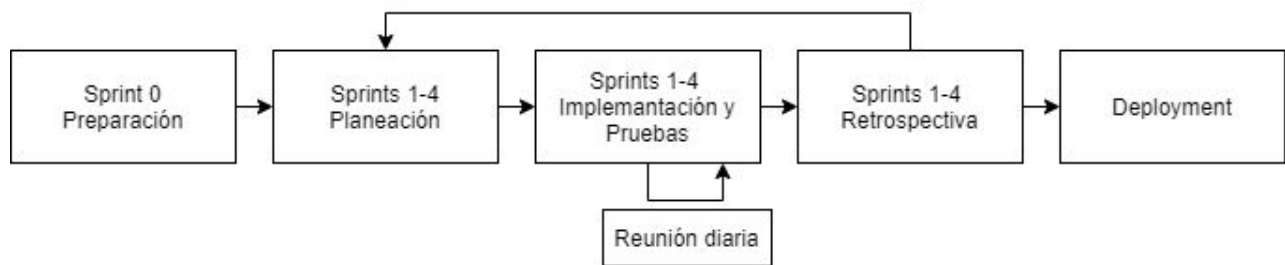 Sprint 0
Preparación
Sprints 1-4
Planeación
Sprints 1-4
Implemantación y
Pruebas
Sprints 1-4
Retrospectiva
Deployment
Reunión diaria